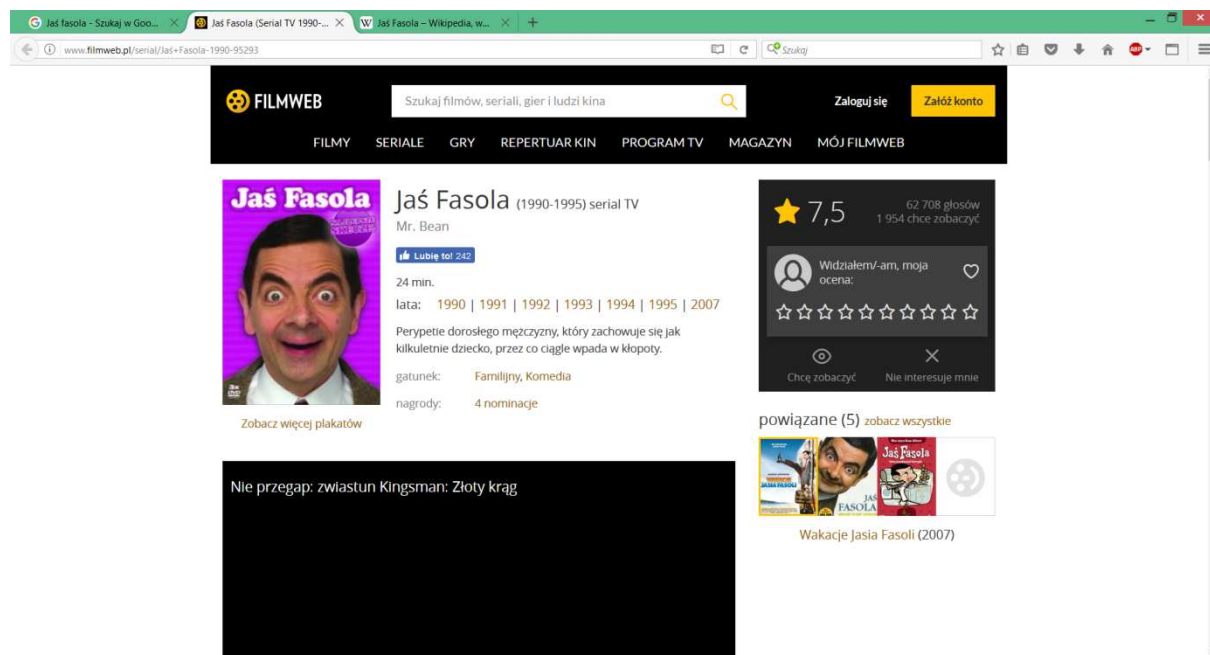 Jaś fasola - Szukaj w Goo...
Jaś Fasola (Serial TV 1990-...
Jaś Fasola – Wikipedia, w...
www.filmweb.pl/serial/Jaś+Fasola-1990-95293
Szukaj
ABP
FILMWEB
Szukaj filmów, seriali, gier i ludzi kina
Zaloguj się
Załóż konto
FILMY SERIALE GRY REPERTUAR KIN PROGRAM TV MAGAZYN MÓJ FILMWEB
Jaś Fasola
Jaś Fasola (1990-1995) serial TV
Mr. Bean
Lubię to! 242
24 min.
lata: 1990 | 1991 | 1992 | 1993 | 1994 | 1995 | 2007
Perypetie dorosłego mężczyzny, który zachowuje się jak
kilkuletnie dziecko, przez co ciągle wpada w kłopoty.
gatunek: Familijny, Komedia
nagrody: 4 nominacje
Zobacz więcej plakatów
7,5
62 708 głosów
1 954 chce zobaczyć
Widziałem/-am, moja
ocena:
Chcę zobaczyć
Nie interesuje mnie
powiązane (5) zobacz wszystkie
WAKACJE
JASIA FASOLI
JAŚ
FASOLA
Jaś Fasola
Wakacje Jasia Fasoli (2007)
Nie przegap: zwiastun Kingsman: Złoty krąg